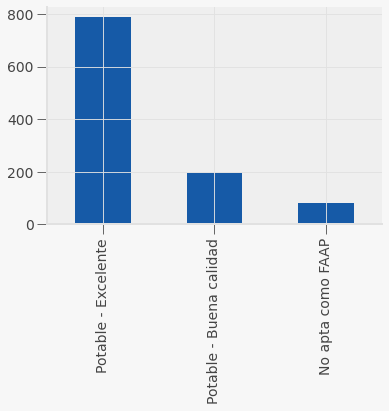 800
600
400
200
0
Potable - Excelente
Potable - Buena calidad
No apta como FAAP